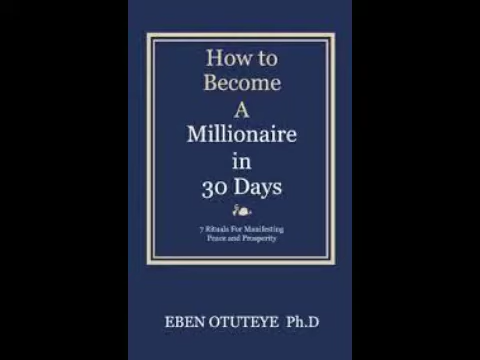 How to
Become
A
Millionaire
in
30 Days
7 Rituals For Manifesting
Peace and Prosperity
EBEN OTUTEYE Ph.D